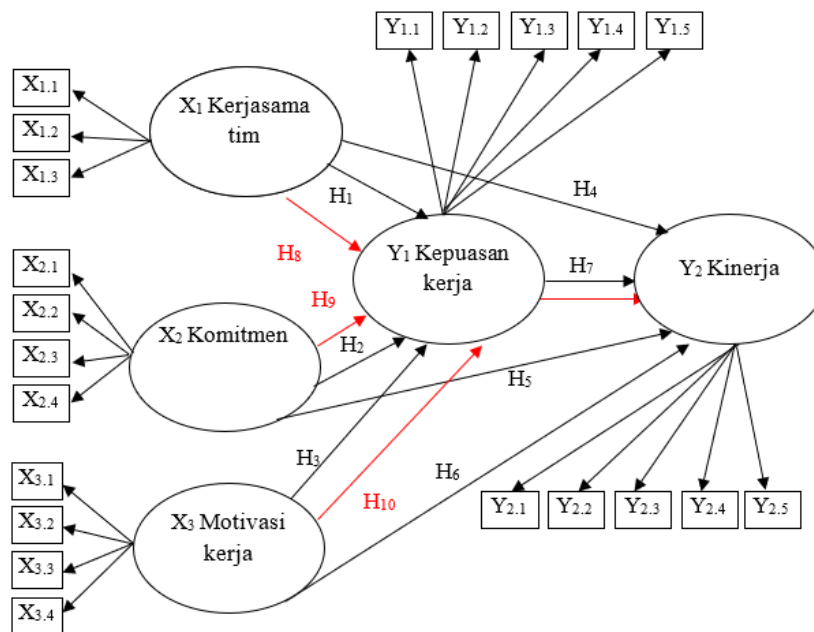 Y1.1
Y1.2
Y1.3
Y1.4
Y1.5
X1.1
X1.2
X1.3
X1 Kerjasama
tim
H1
H4
H8
X2.1
X2.2
X2.3
X2.4
Y1 Kepuasan
kerja
H7
Y2 Kinerja
H9
X2 Komitmen
H2
H5
H3
H6
X3.1
X3.2
X3.3
X3.4
X3 Motivasi
kerja
H10
Y2.1
Y2.2
Y2.3
Y2.4
Y2.5